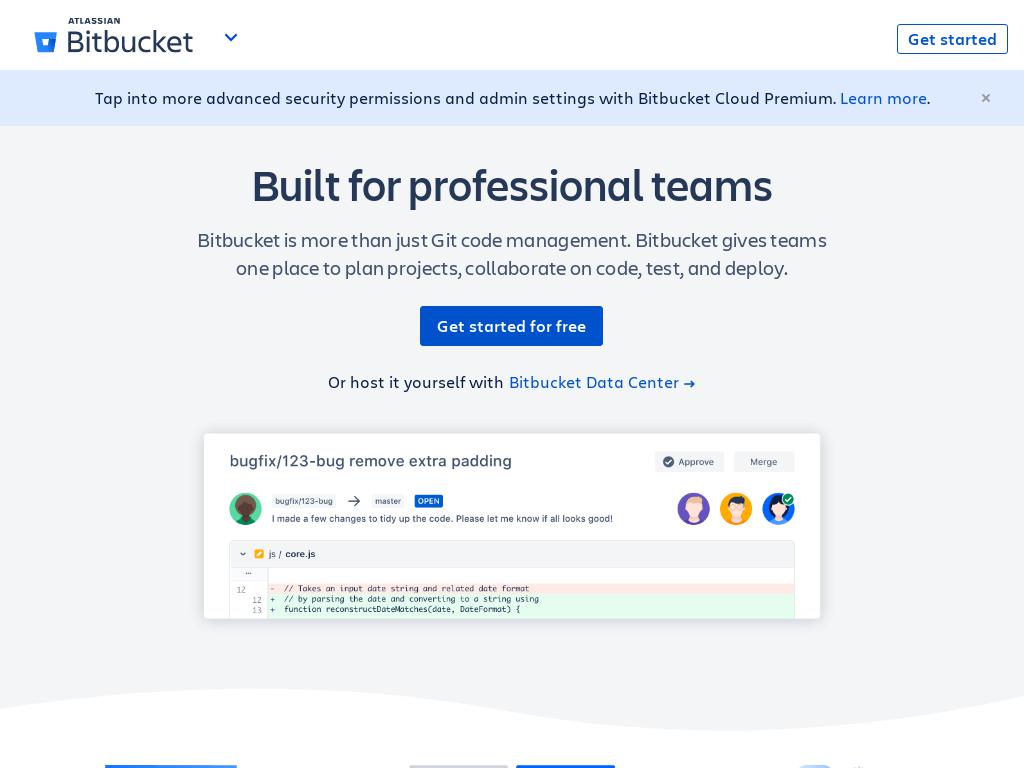 ATLASSIAN
Bitbucket
Get started
Tap into more advanced security permissions and admin settings with Bitbucket Cloud Premium. Learn more.
×
Built for professional teams
Bitbucket is more than just Git code management. Bitbucket gives teams
one place to plan projects, collaborate on code, test, and deploy.
Get started for free
Or host it yourself with Bitbucket Data Center →
bugfix/123-bug remove extra padding
Approve
Merge
bugfix/123-bug → master OPEN
I made a few changes to tidy up the code. Please let me know if all looks good!
js / core.js
...
12 - // Takes an input date string and related date format
12 + // by parsing the date and converting to a string using
13 + function reconstructDateMatches(date, DateFormat) {